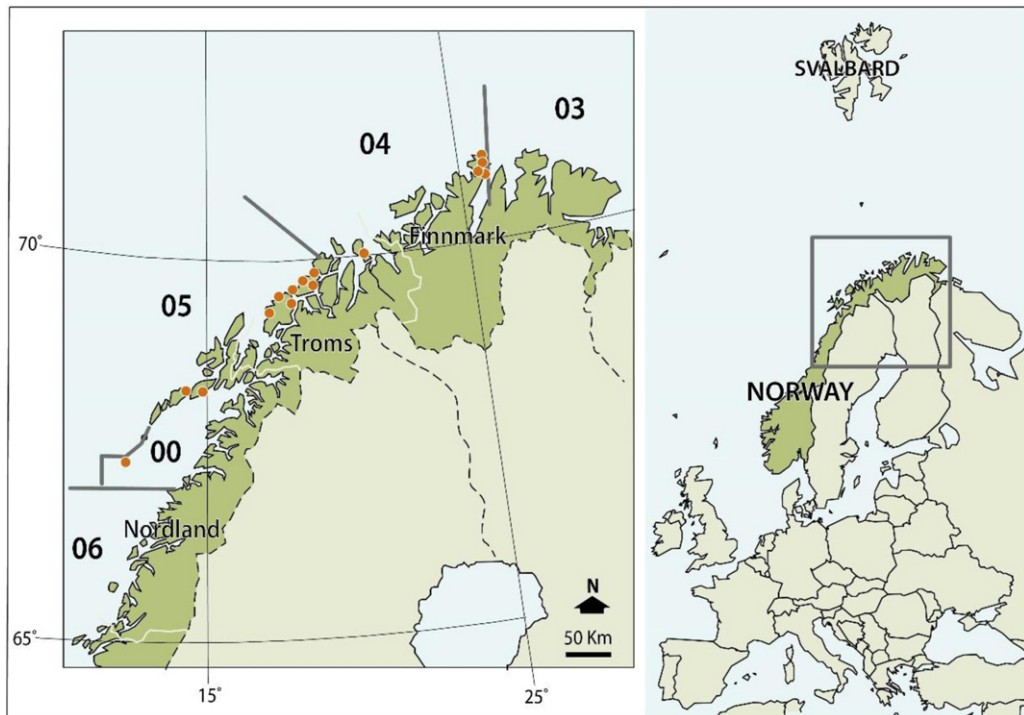 SVALBARD
03
04
Finnmark
70°
05
Troms
NORWAY
00
Nordland
06
N
50 Km
65°
15°
25°